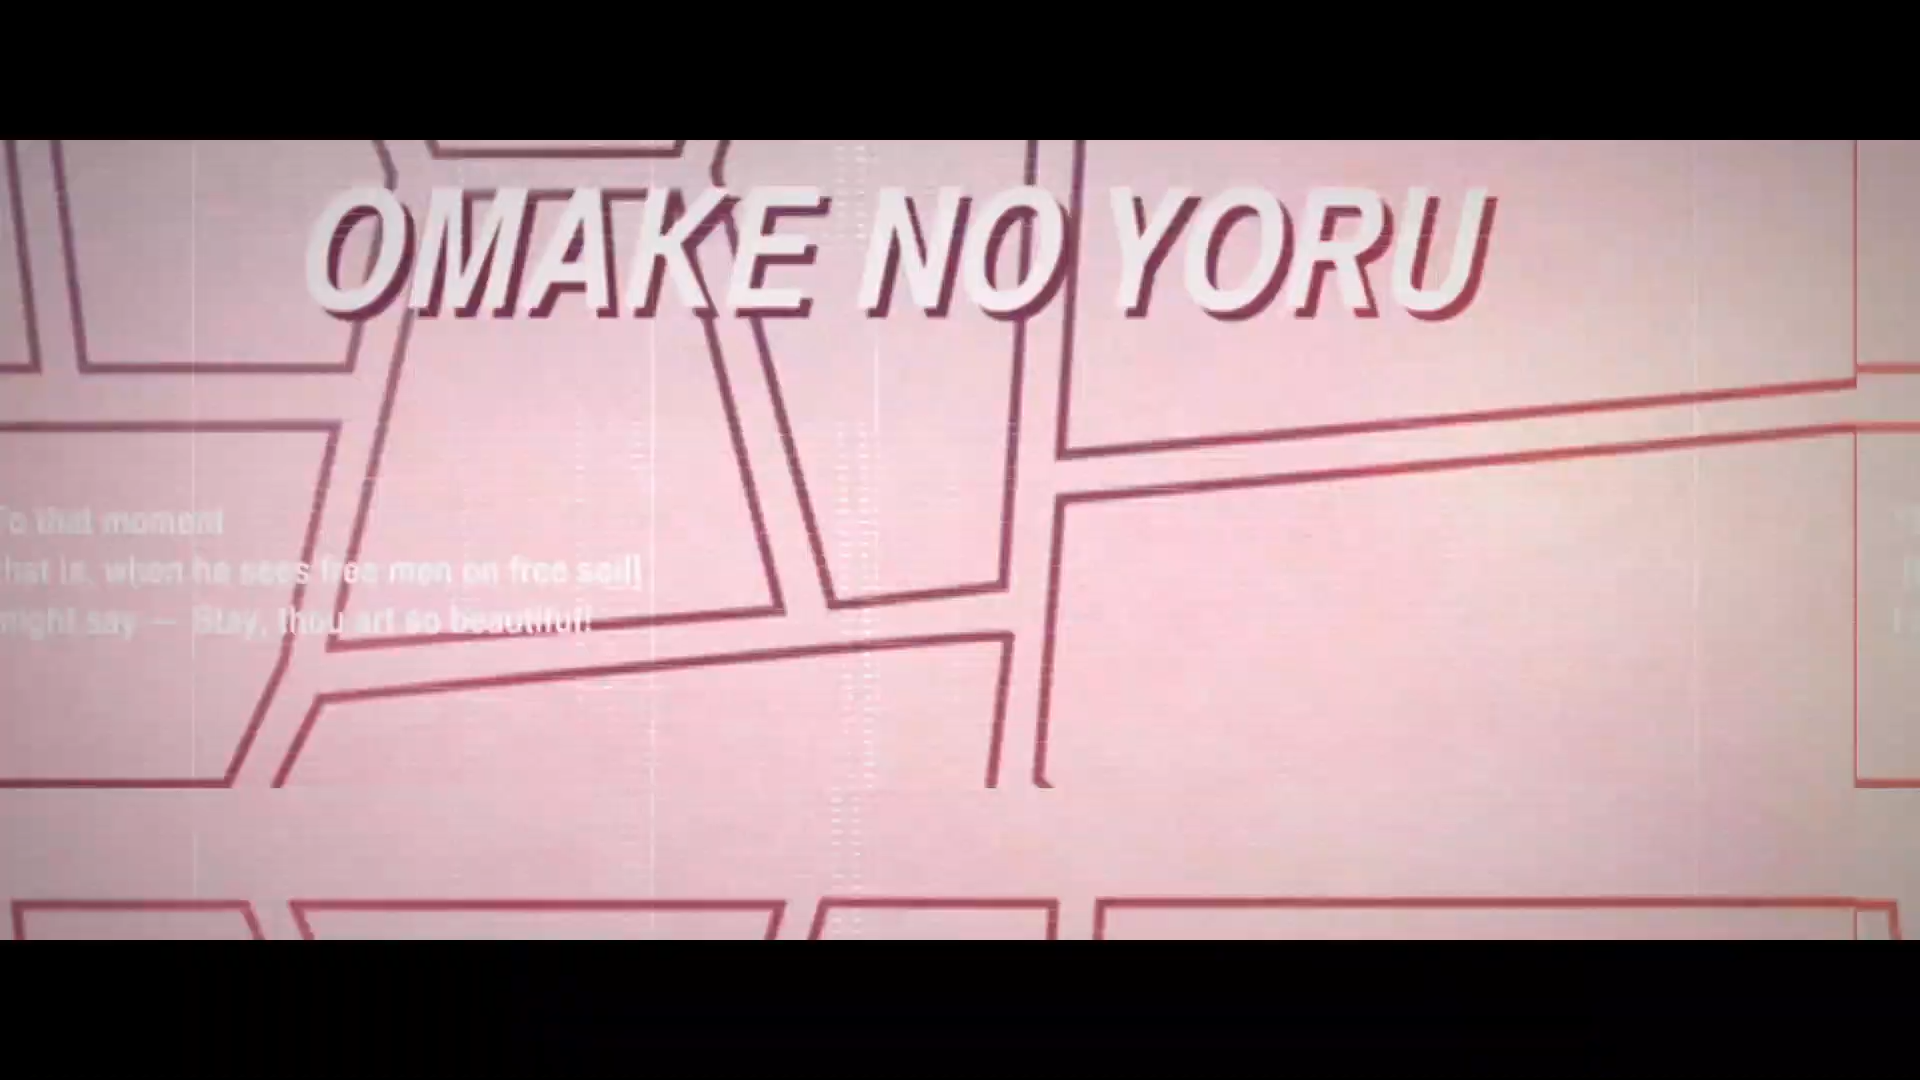 OMAKE NO YORU
To that moment
that is, when he sees free men on free soil]
might say — Stay, thou art so beautiful!